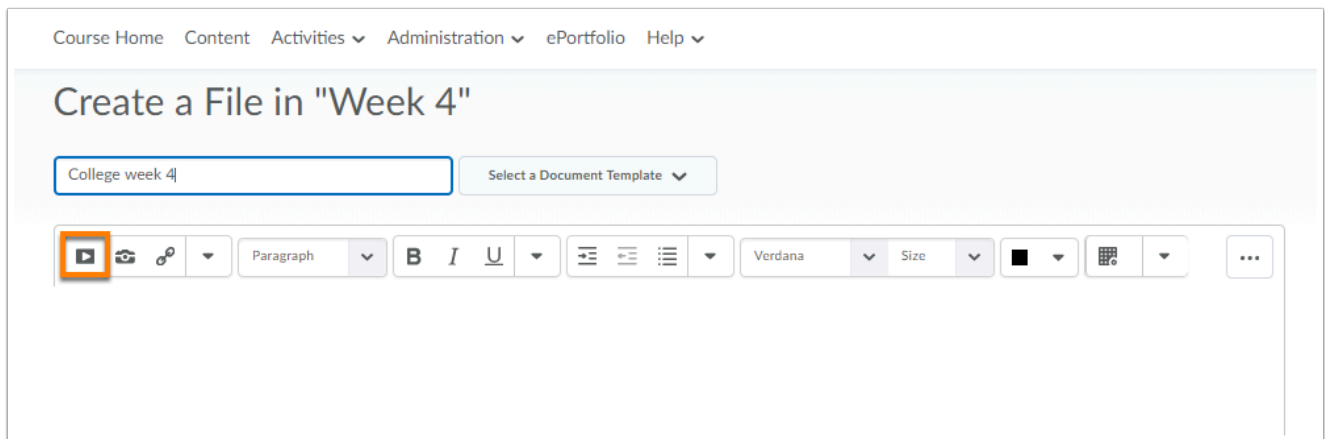 Course Home Content Activities Administration ePortfolio Help
Create a File in "Week 4"
College week 4 Select a Document Template
Paragraph B I U Verdana Size ...